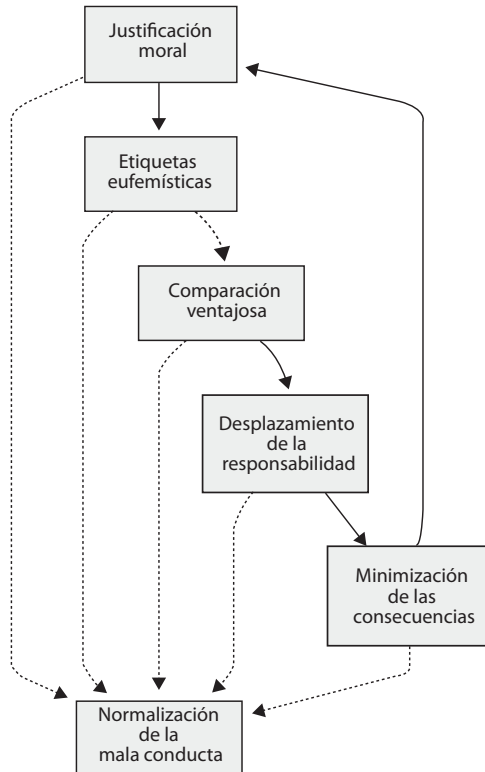 Justificación
moral
Etiquetas
eufemísticas
Comparación
ventajosa
Desplazamiento
de la
responsabilidad
Minimización
de las
consecuencias
Normalización
de la
mala conducta